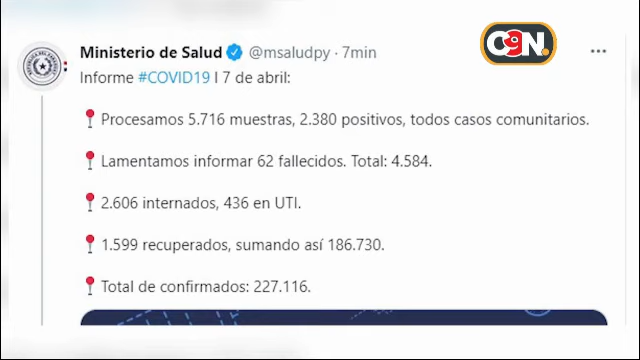 C9N.
Ministerio de Salud @msaludpy · 7min
Informe #COVID19 I 7 de abril:
Procesamos 5.716 muestras, 2.380 positivos, todos casos comunitarios.
Lamentamos informar 62 fallecidos. Total: 4.584.
2.606 internados, 436 en UTI.
1.599 recuperados, sumando así 186.730.
Total de confirmados: 227.116.